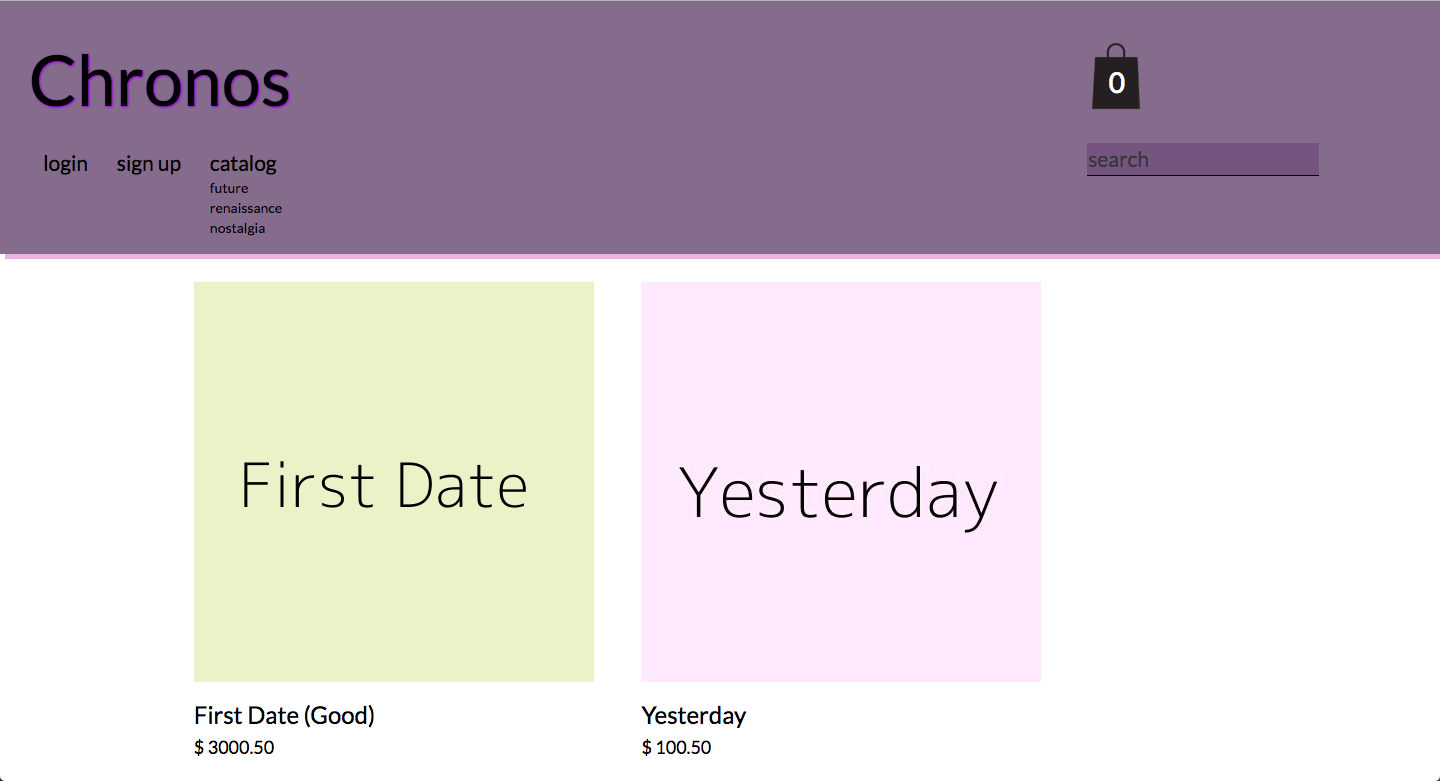 Chronos
0
login sign up catalog
search
future
renaissance
nostalgia
First Date
Yesterday
First Date (Good)
$ 3000.50
Yesterday
$ 100.50